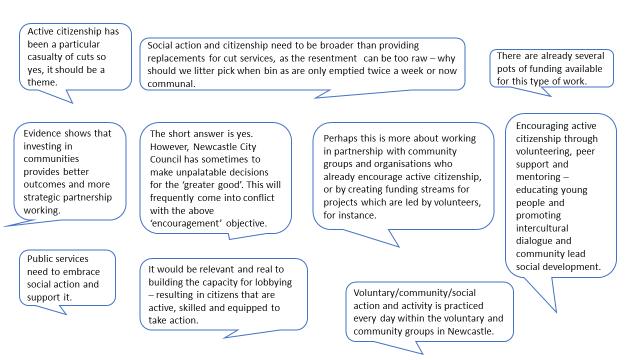 Active citizenship has
been a particular
casualty of cuts so
yes, it should be a
theme.
Social action and citizenship need to be broader than providing
replacements for cut services, as the resentment can be too raw – why
should we litter pick when bin as are only emptied twice a week or now
communal.
There are already several
pots of funding available
for this type of work.
Evidence shows that
investing in
communities
provides better
outcomes and more
strategic partnership
working.
The short answer is yes.
However, Newcastle City
Council has sometimes to
make unpalatable decisions
for the 'greater good'. This will
frequently come into conflict
with the above
'encouragement' objective.
Perhaps this is more about working
in partnership with community
groups and organisations who
already encourage active citizenship,
or by creating funding streams for
projects which are led by volunteers,
for instance.
Encouraging active
citizenship through
volunteering, peer
support and
mentoring –
educating young
people and
promoting
intercultural
dialogue and
community lead
social development.
Public services
need to embrace
social action and
support it.
It would be relevant and real to
building the capacity for lobbying
– resulting in citizens that are
active, skilled and equipped to
take action.
Voluntary/community/social
action and activity is practiced
every day within the voluntary and
community groups in Newcastle.